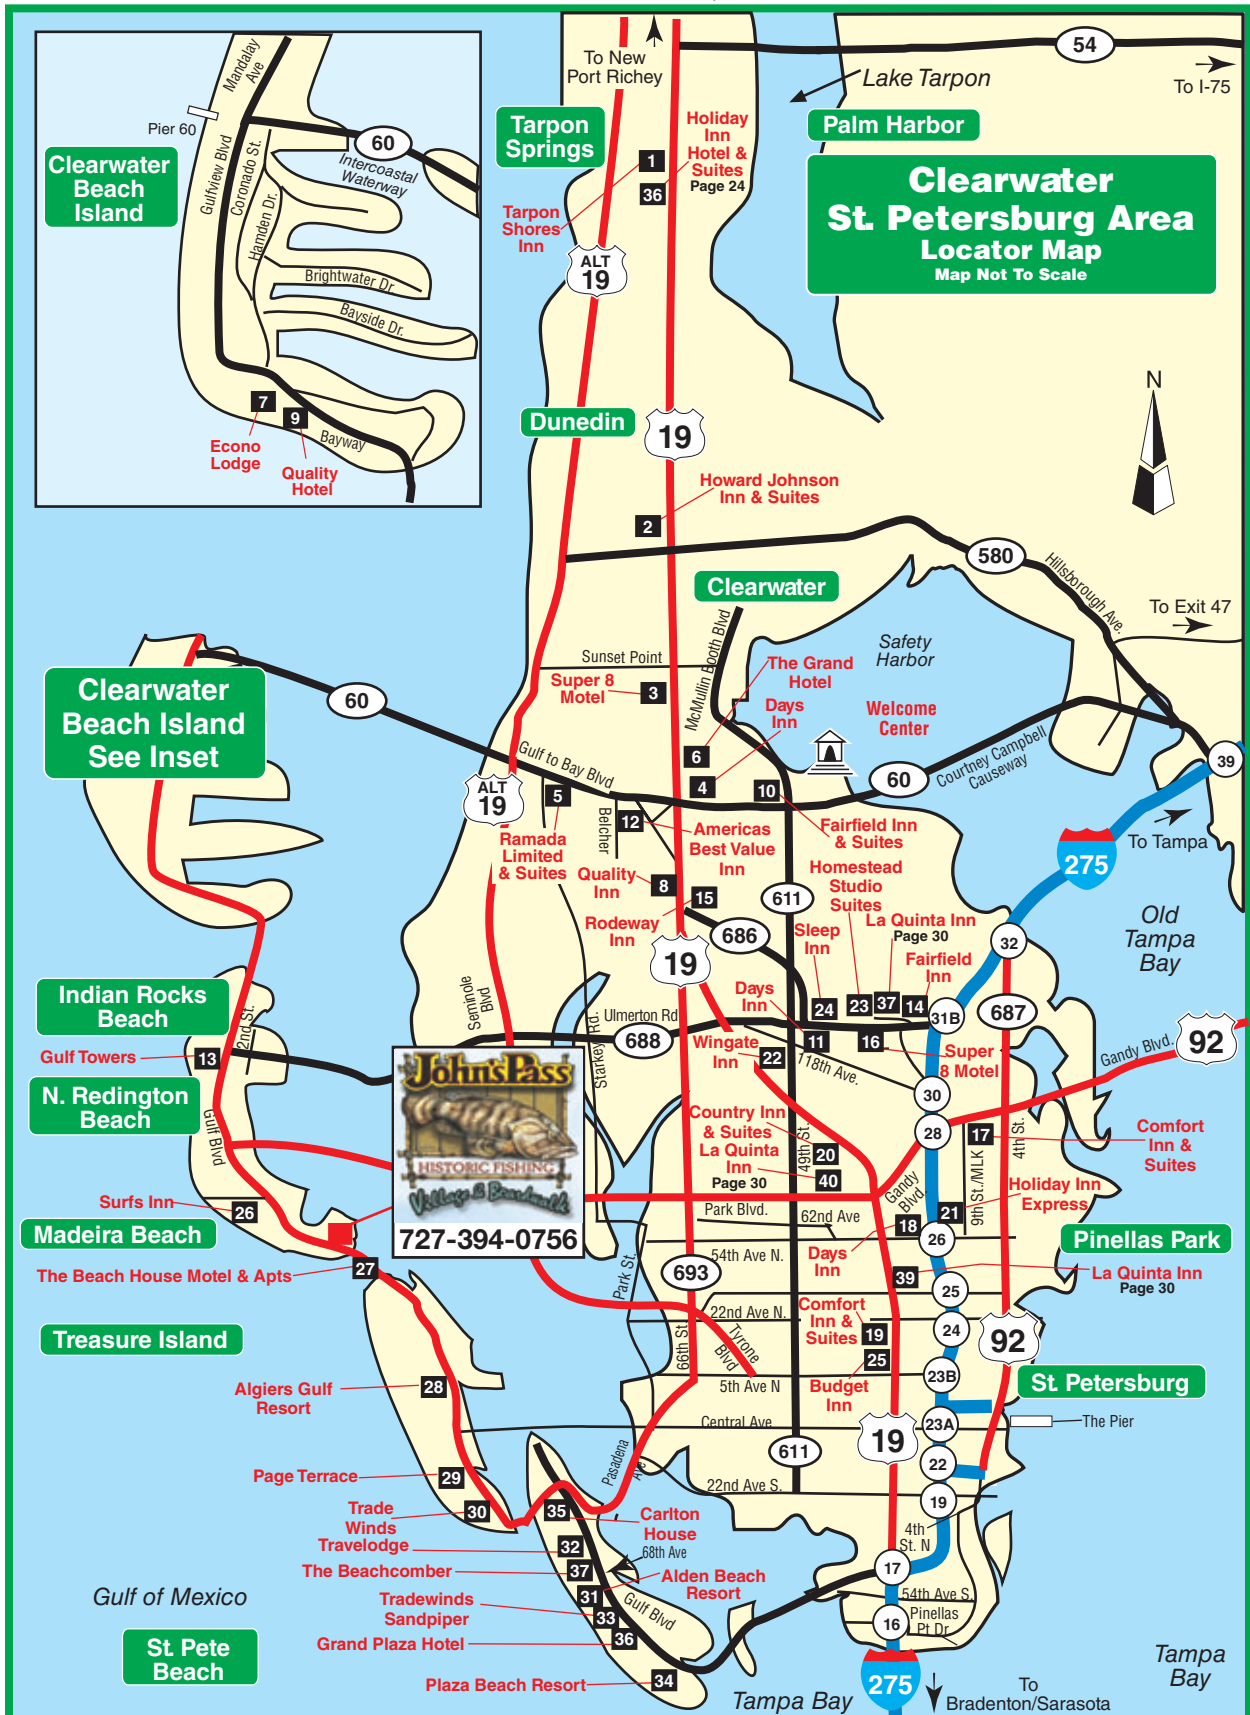 Mandalay
Ave
Pier 60
60
Intercoastal
Waterway
Clearwater
Beach
Island
Gulfview Blvd
Coronado St.
Hamden Dr.
Brightwater Dr.
Bayside Dr.
7
9
Bayway
Econo
Lodge
Quality
Hotel
To New
Port Richey
54
To I-75
Lake Tarpon
Tarpon
Springs
Holiday
Inn
Hotel &
Suites
Page 24
1
36
Palm Harbor
Clearwater
St. Petersburg Area
Locator Map
Map Not To Scale
Tarpon
Shores
Inn
ALT
19
N
Dunedin
19
Howard Johnson
Inn & Suites
2
580
Hillsborough Ave.
Clearwater
To Exit 47
Safety
Harbor
Sunset Point
McMullin Booth Blvd
Super 8
Motel
3
The Grand
Hotel
Days
Inn
Welcome
Center
Clearwater
Beach Island
See Inset
60
Gulf to Bay Blvd
6
4
10
60
Courtney Campbell
Causeway
39
ALT
19
5
Belcher
12
Ramada
Limited
& Suites
Americas
Best Value
Inn
Fairfield Inn
& Suites
To Tampa
275
Quality
Inn
8
15
Homestead
Studio
Suites
611
Rodeway
Inn
686
La Quinta Inn
Page 30
Sleep
Inn
Fairfield
Inn
32
Old
Tampa
Bay
19
Indian Rocks
Beach
2nd St.
Seminole
Blvd
Days
Inn
24
23
37
14
31B
687
Starkey Rd.
Ulmerton Rd
688
Gulf Towers
13
Wingate
Inn
22
11
16
118th Ave.
Super
8 Motel
Gandy Blvd.
92
N. Redington
Beach
Gulf Blvd
John's Pass
HISTORIC FISHING
Village & Boardwalk
727-394-0756
30
28
Country Inn
& Suites
La Quinta
Inn
Page 30
49th St.
20
40
17
4th St.
9th St./MLK
Comfort
Inn &
Suites
Gandy
Blvd.
Holiday Inn
Express
21
Surfs Inn
26
Park Blvd.
62nd Ave
18
Madeira Beach
26
Pinellas Park
54th Ave N.
Days
Inn
The Beach House Motel & Apts
27
Park St.
693
39
La Quinta Inn
Page 30
25
22nd Ave N.
Comfort
Inn &
Suites
19
24
92
Treasure Island
66th St.
Tyrone
Blvd
25
5th Ave N
Budget
Inn
23B
St. Petersburg
Algiers Gulf
Resort
28
Central Ave
19
23A
The Pier
611
Pasadena
Ave
22
Page Terrace
29
22nd Ave S.
19
Trade
Winds
30
35
Carlton
House
4th
St. N
Travelodge
32
68th Ave
The Beachcomber
37
Alden Beach
Resort
17
31
Tradewinds
Sandpiper
33
Gulf Blvd
54th Ave S.
Pinellas
Pt Dr
16
Gulf of Mexico
Grand Plaza Hotel
36
St. Pete
Beach
Plaza Beach Resort
34
Tampa Bay
275
To
Bradenton/Sarasota
Tampa
Bay